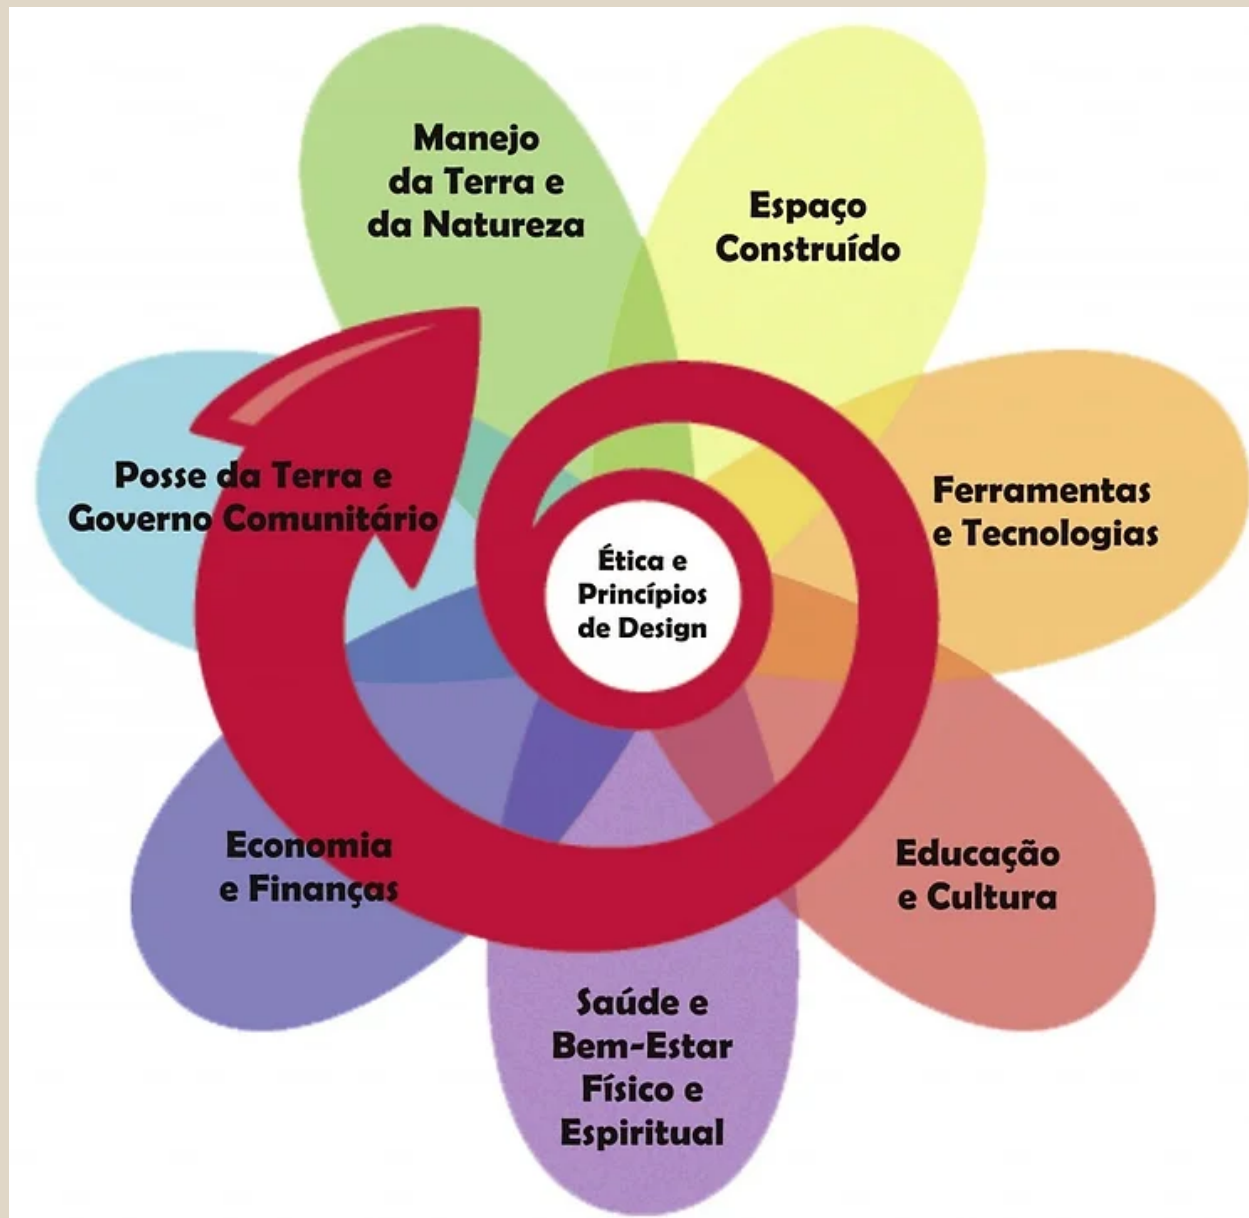 Manejo
da Terra e
da Natureza
Espaço
Construído
Ferramentas
e Tecnologias
Educação
e Cultura
Saúde e
Bem-Estar
Físico e
Espiritual
Economia
e Finanças
Posse da Terra e
Governo Comunitário
Ética e
Princípios
de Design